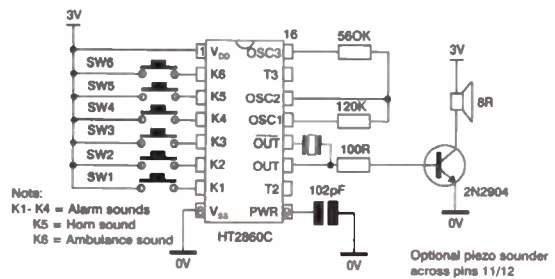 3V
1
V DD
SW6
K6
SW5
K5
SW4
K4
SW3
K3
SW2
K2
SW1
K1
V SS
0V
16
OSC3
T3
OSC2
OSC1
OUT
OUT
T2
PWR
HT2860C
560K
120K
100R
102pF
0V
3V
8R
2N2904
0V
Note:
K1- K4 = Alarm sounds
K5 = Horn sound
K6 = Ambulance sound
Optional piezo sounder
across pins 11/12